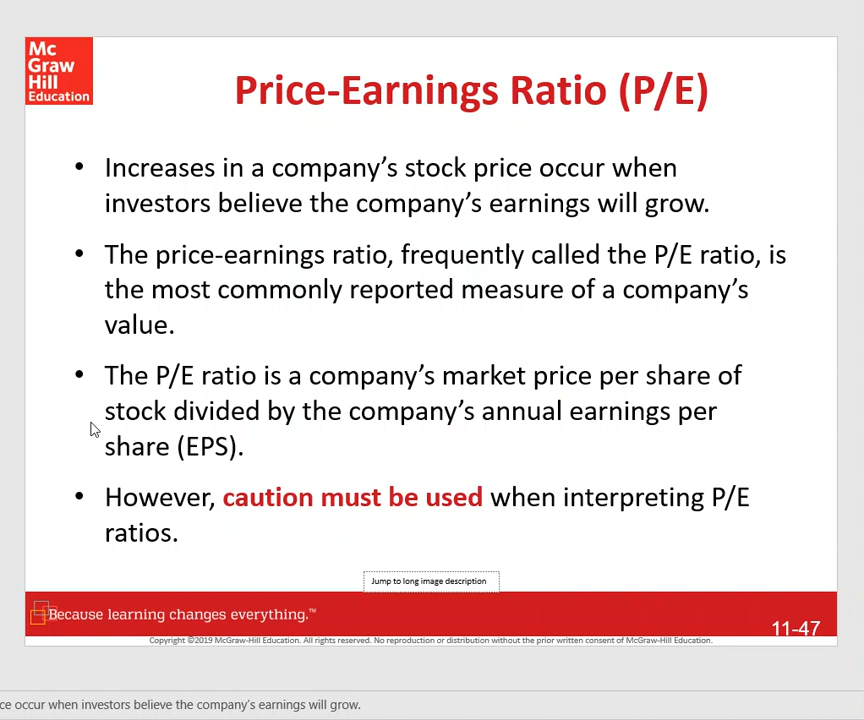 Mc
Graw
Hill
Education
Price-Earnings Ratio (P/E)
• Increases in a company’s stock price occur when
investors believe the company’s earnings will grow.
• The price-earnings ratio, frequently called the P/E ratio, is
the most commonly reported measure of a company’s
value.
• The P/E ratio is a company’s market price per share of
stock divided by the company’s annual earnings per
share (EPS).
• However, caution must be used when interpreting P/E
ratios.
Jump to long image description
Because learning changes everything.™
11-47
Copyright ©2019 McGraw-Hill Education. All rights reserved. No reproduction or distribution without the prior written consent of McGraw-Hill Education.
ce occur when investors believe the company’s earnings will grow.